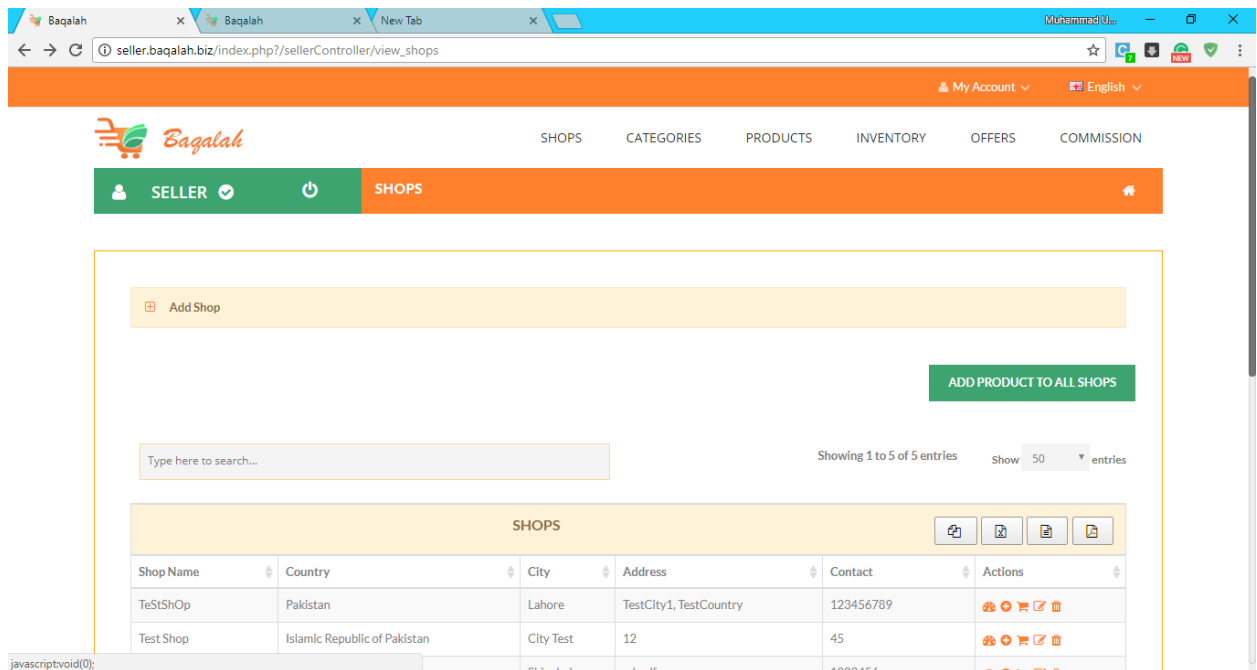 Baqalah
Baqalah
New Tab
Muhammad U...
seller.baqalah.biz/index.php?/sellerController/view_shops
7
NEW
My Account
English
Baqalah
SHOPS CATEGORIES PRODUCTS INVENTORY OFFERS COMMISSION
SELLER
SHOPS
Add Shop
ADD PRODUCT TO ALL SHOPS
Type here to search...
Showing 1 to 5 of 5 entries
Show 50 entries
SHOPS
Shop Name Country City Address Contact Actions
TeStShOp Pakistan Lahore TestCity1, TestCountry 123456789
Test Shop Islamic Republic of Pakistan City Test 12 45
javascript:void(0);